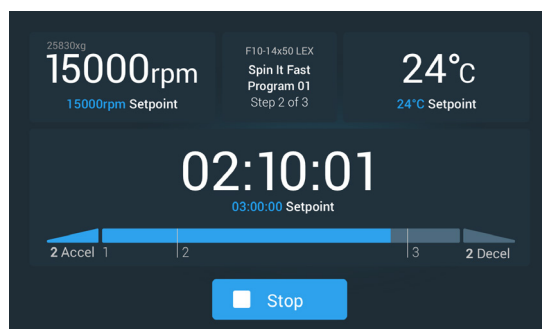 25830xg
15000rpm
15000rpm Setpoint
F10-14x50 LEX
Spin It Fast
Program 01
Step 2 of 3
24°C
24°C Setpoint
02:10:01
03:00:00 Setpoint
2 Accel 1 2 3 2 Decel
Stop